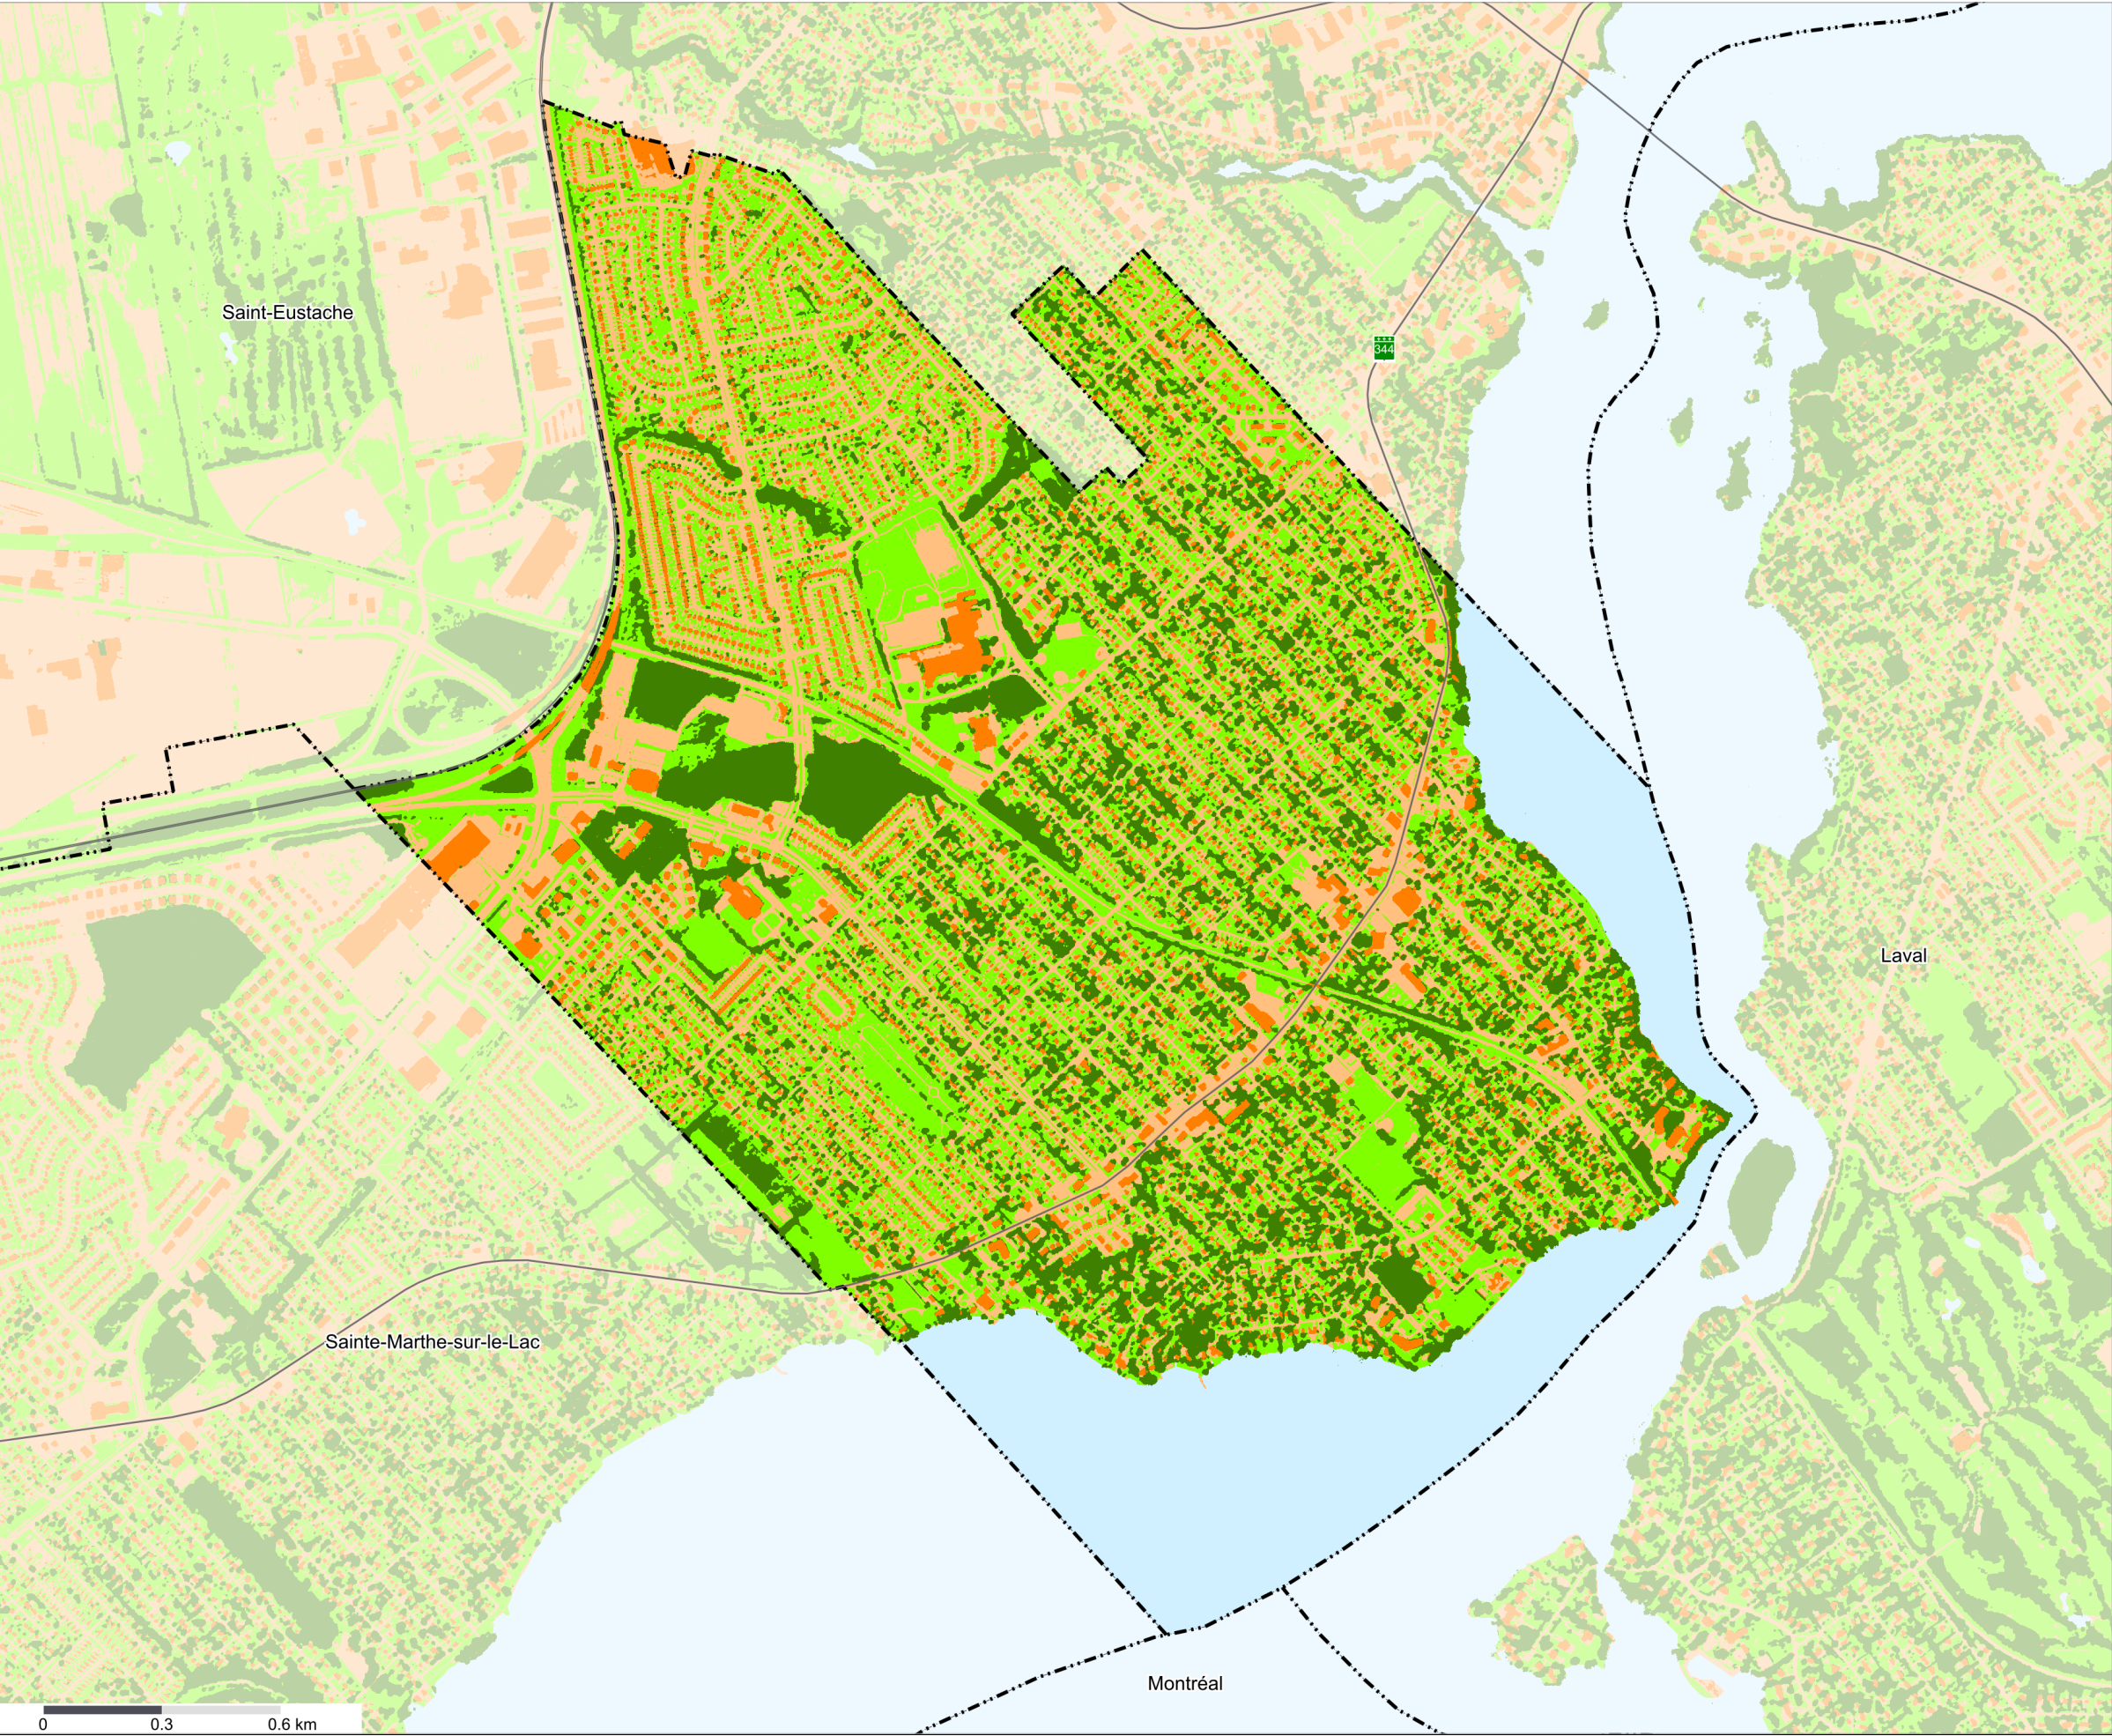 Saint-Eustache
344
Laval
Sainte-Marthe-sur-le-Lac
Montréal
0 0.3 0.6 km